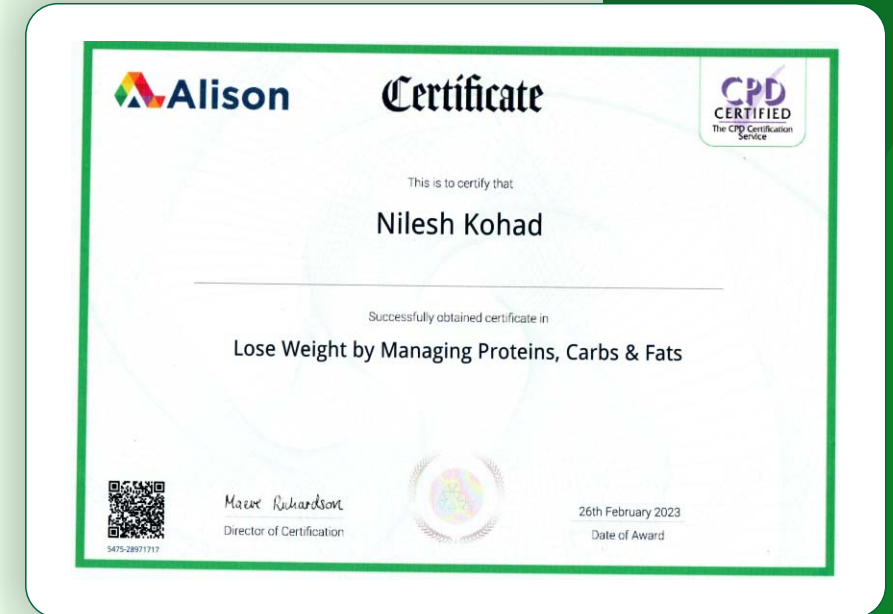 Alison
Certificate
CPD
CERTIFIED
The CPD Certification
Service
This is to certify that
Nilesh Kohad
Successfully obtained certificate in
Lose Weight by Managing Proteins, Carbs & Fats
Maeve Richardson
Director of Certification
26th February 2023
Date of Award
5475-28971717